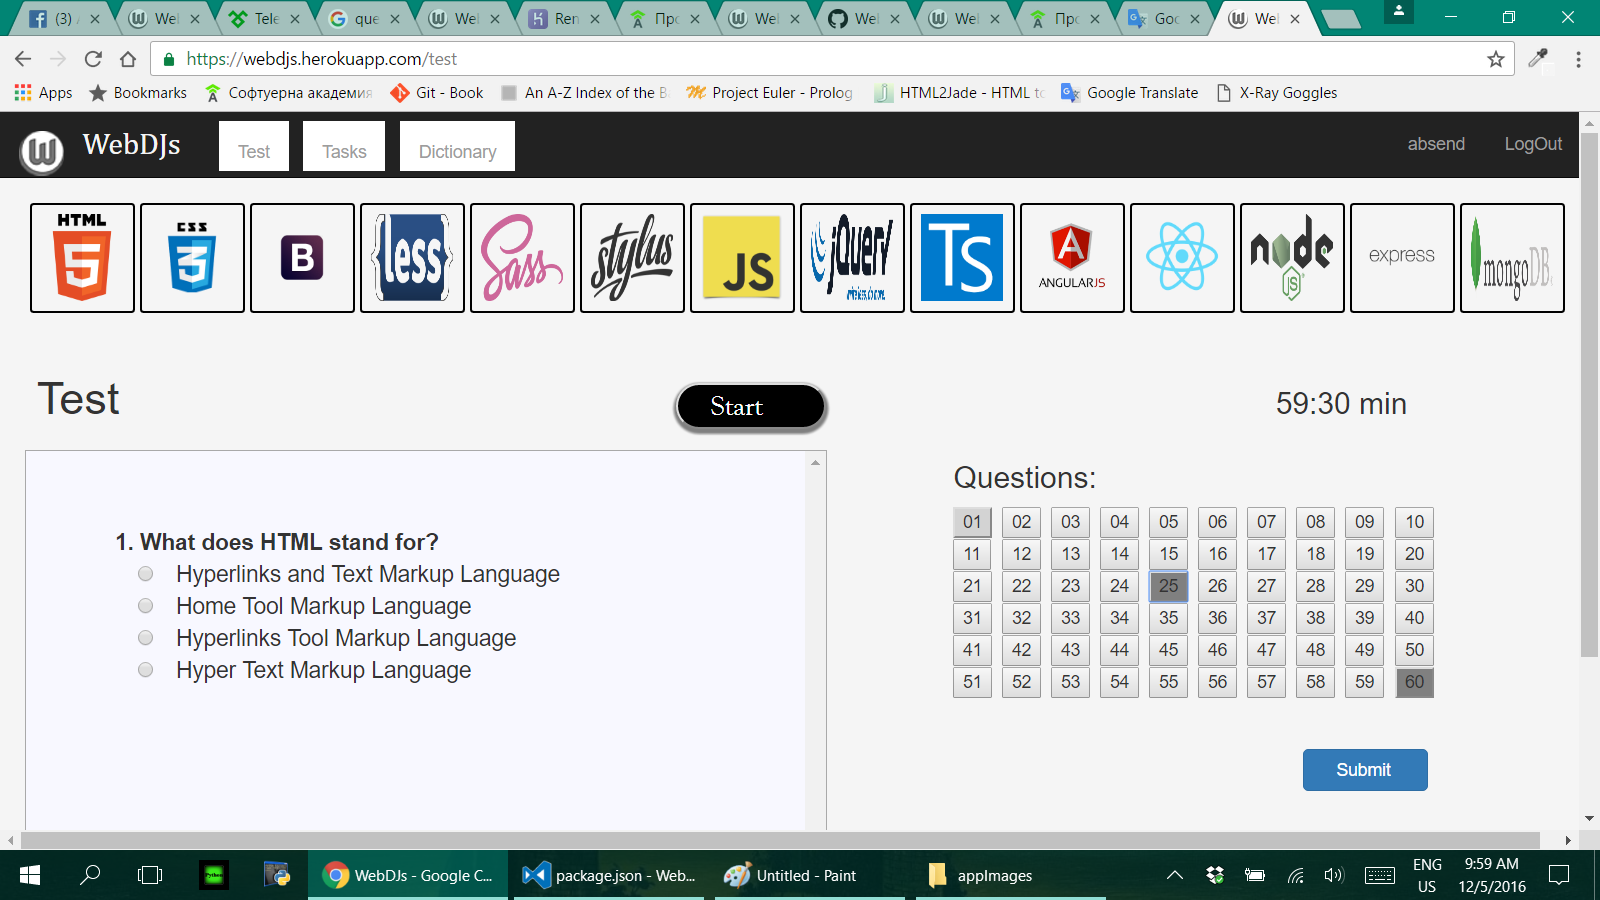 (3)
Wel
Tele
que
Wel
Ren
Про
Wel
Wel
Wel
Про
Goo
Wel
https://webdjs.herokuapp.com/test
Apps
Bookmarks
Софтуерна академия
Git - Book
An A-Z Index of the B
Project Euler - Prolog
HTML2Jade - HTML to
Google Translate
X-Ray Goggles
W WebDJs
Test
Tasks
Dictionary
absend
LogOut
HTML 5
CSS 3
B
{less}
Sass
stylus
JS
jQuery
TS
A ANGULARJS
node JS
express
mongoDB
Test
Start
59:30 min
1. What does HTML stand for?
Hyperlinks and Text Markup Language
Home Tool Markup Language
Hyperlinks Tool Markup Language
Hyper Text Markup Language
Questions:
01 02 03 04 05 06 07 08 09 10
11 12 13 14 15 16 17 18 19 20
21 22 23 24 25 26 27 28 29 30
31 32 33 34 35 36 37 38 39 40
41 42 43 44 45 46 47 48 49 50
51 52 53 54 55 56 57 58 59 60
Submit
Python
WebDJs - Google C...
package.json - Web...
Untitled - Paint
appImages
ENG
US
9:59 AM
12/5/2016